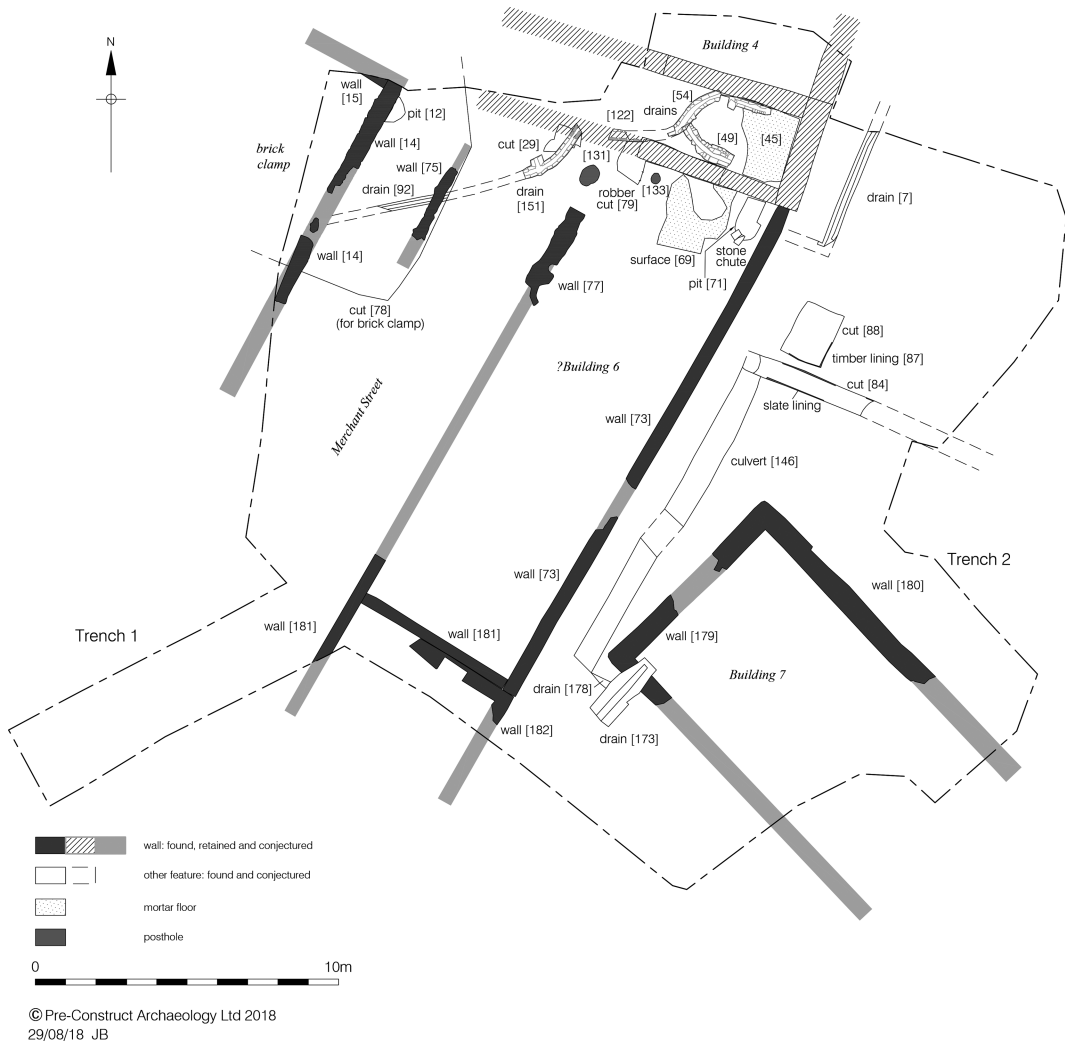 N
Building 4
wall
[15]
pit [12]
[54]
drains
[122]
wall [14]
cut [29]
[49]
[45]
brick
clamp
wall
[75]
[131]
drain [92]
drain
[151]
robber
cut [79]
[133]
drain [7]
wall [14]
surface [69]
stone
chute
pit [71]
wall [77]
cut [78]
(for brick clamp)
cut [88]
timber lining [87]
?Building 6
cut [84]
slate lining
Merchant Street
wall [73]
culvert [146]
Trench 2
wall [73]
wall [180]
Trench 1
wall [181]
wall [181]
wall [179]
Building 7
drain [178]
wall [182]
drain [173]
wall: found, retained and conjectured
other feature: found and conjectured
mortar floor
posthole
0 10m
© Pre-Construct Archaeology Ltd 2018
29/08/18 JB